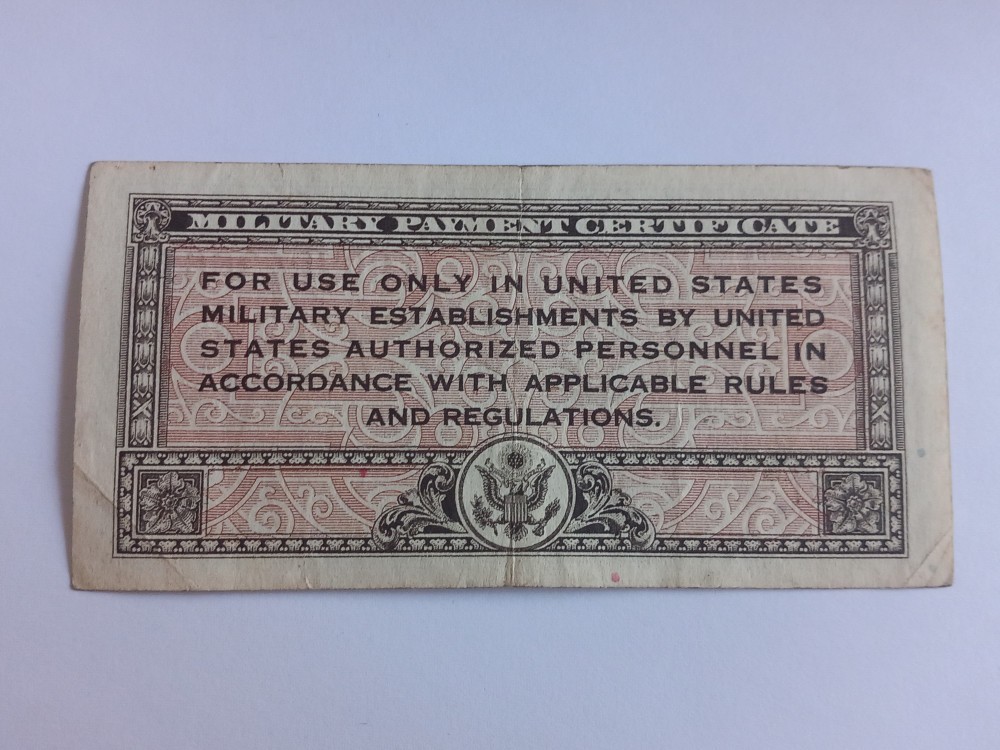 MILITARY PAYMENT CERTIFICATE
FOR USE ONLY IN UNITED STATES
MILITARY ESTABLISHMENTS BY UNITED
STATES AUTHORIZED PERSONNEL IN
ACCORDANCE WITH APPLICABLE RULES
AND REGULATIONS.